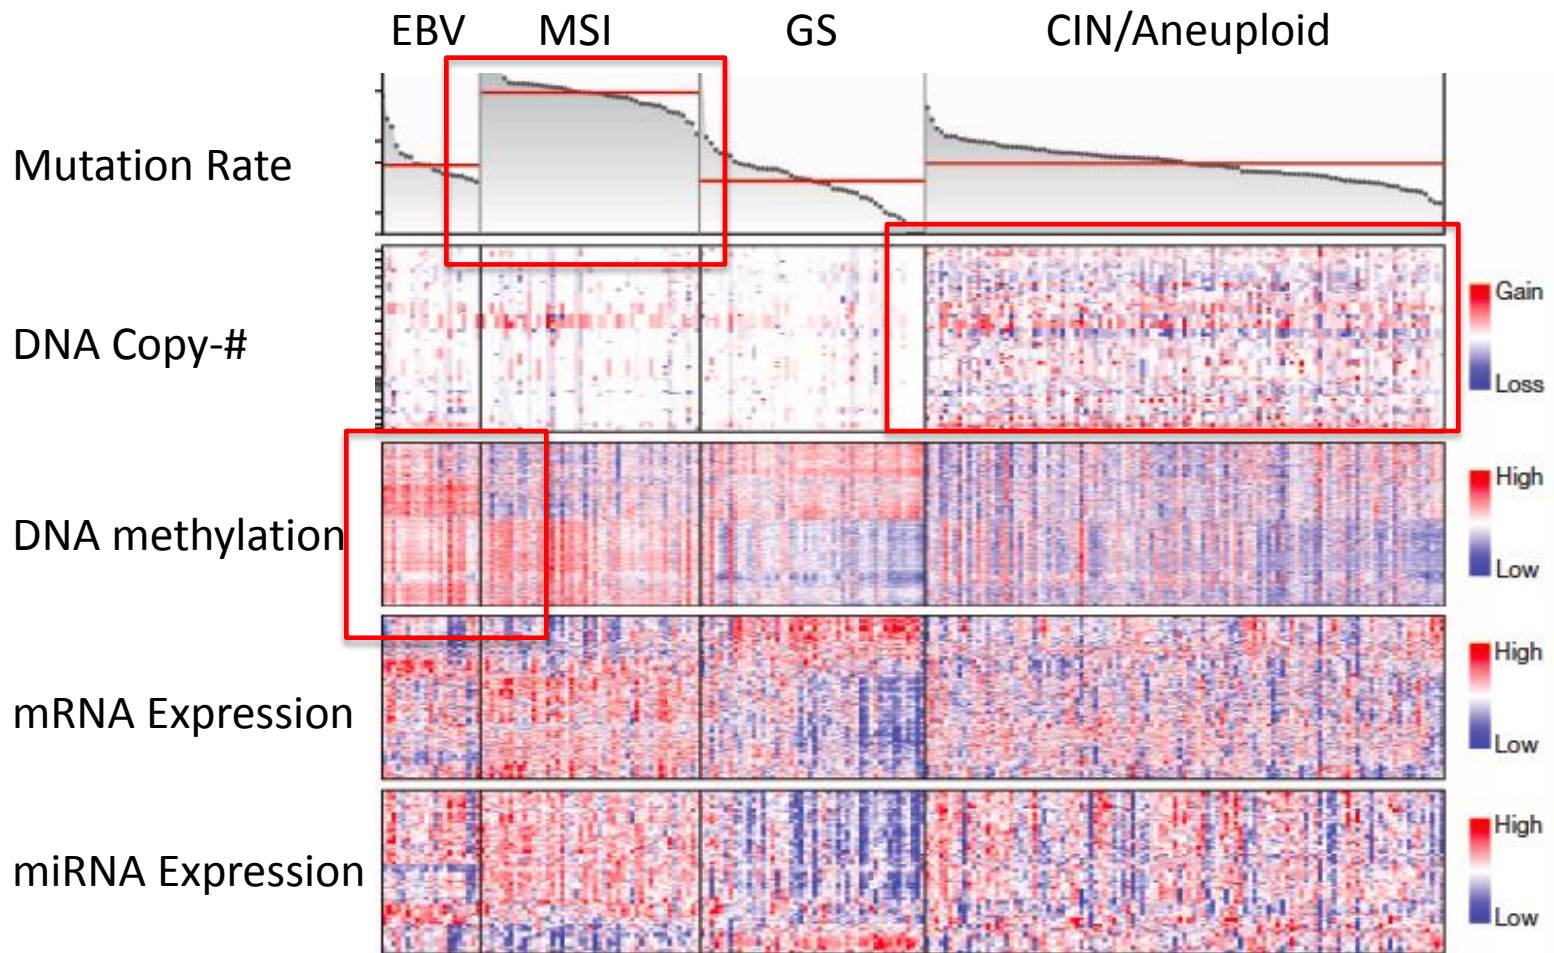 EBV MSI GS CIN/Aneuploid
Mutation Rate
DNA Copy-#
Gain
Loss
DNA methylation
High
Low
mRNA Expression
High
Low
miRNA Expression
High
Low